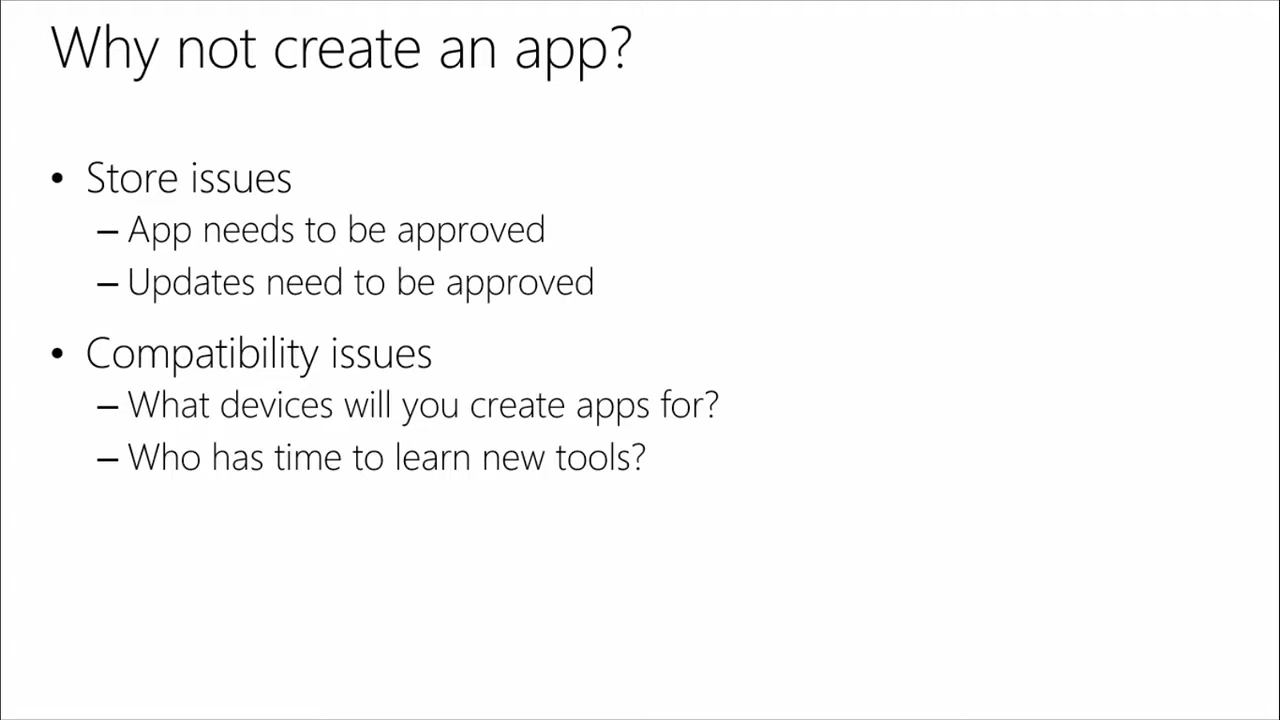 Why not create an app?
• Store issues
– App needs to be approved
– Updates need to be approved
• Compatibility issues
– What devices will you create apps for?
– Who has time to learn new tools?